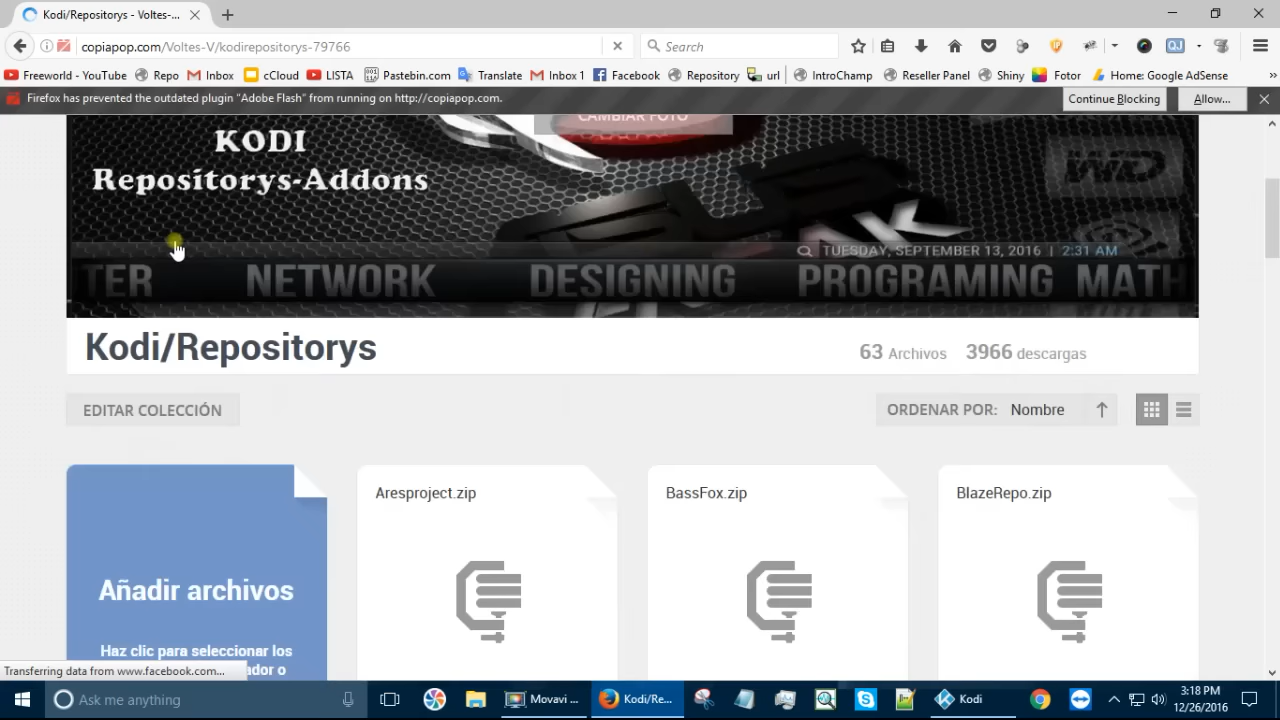 Kodi/Repositorys - Voltes-...
copiapop.com/Voltes-V/kodirepositorys-79766
Search
Freeworld - YouTube Repo Inbox cCloud LISTA Pastebin.com Translate Inbox 1 Facebook Repository url IntroChamp Reseller Panel Shiny Fotor Home: Google AdSense
Firefox has prevented the outdated plugin "Adobe Flash" from running on http://copiapop.com.
Continue Blocking
Allow...
CAMBIAR FOTO
KODI
Repositorys-Addons
WD
TUESDAY, SEPTEMBER 13, 2016 | 2:31 AM
TER NETWORK DESIGNING PROGRAMING MATH
Kodi/Repositorys
63 Archivos 3966 descargas
EDITAR COLECCIÓN
ORDENAR POR: Nombre
Aresproject.zip
BassFox.zip
BlazeRepo.zip
Añadir archivos
Haz clic para seleccionar los
ador o
Transferring data from www.facebook.com...
Ask me anything
Movavi ...
Kodi/Re...
Kodi
3:18 PM
12/26/2016